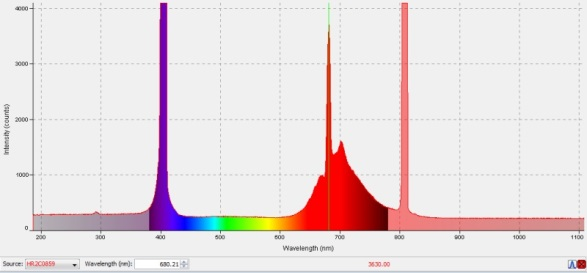 4000
3000
2000
1000
0
Intensity (counts)
200 300 400 500 600 700 800 900 1000 1100
Wavelength (nm)
Source: HR2C0859 Wavelength (nm): 680.21 3630.00